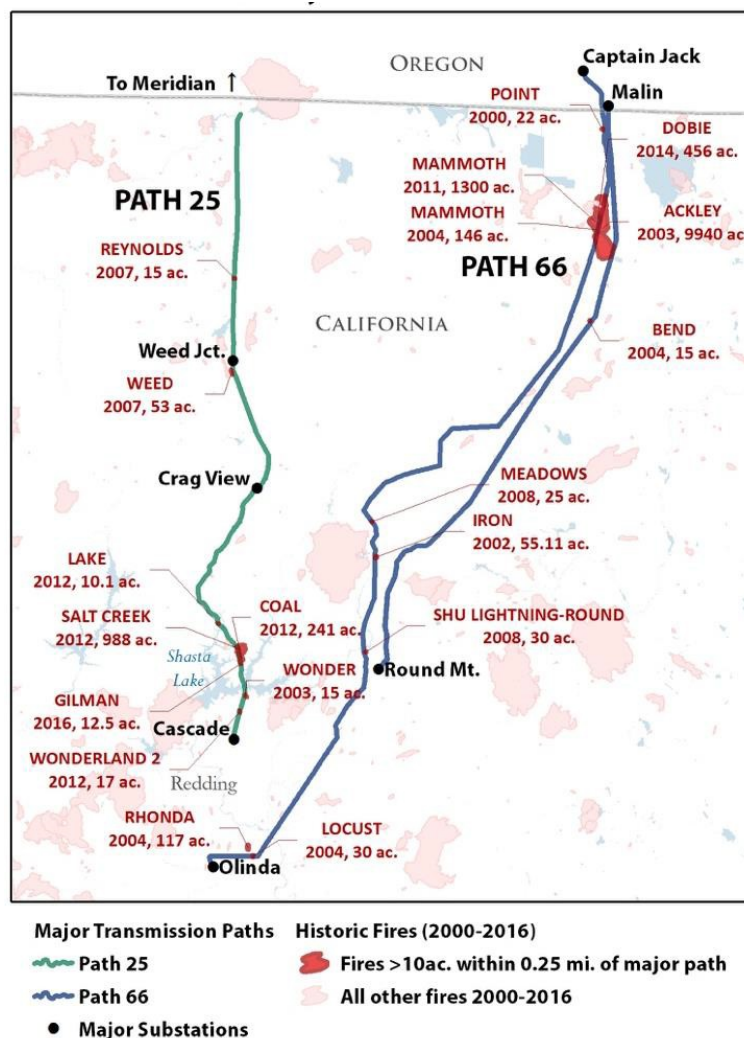 OREGON
Captain Jack
To Meridian ↑
Malin
POINT
2000, 22 ac.
DOBIE
2014, 456 ac.
MAMMOTH
2011, 1300 ac.
PATH 25
MAMMOTH
2004, 146 ac.
ACKLEY
2003, 9940 ac
REYNOLDS
2007, 15 ac.
PATH 66
CALIFORNIA
BEND
2004, 15 ac.
Weed Jct.
WEED
2007, 53 ac.
Crag View
MEADOWS
2008, 25 ac.
IRON
2002, 55.11 ac.
LAKE
2012, 10.1 ac.
COAL
2012, 241 ac.
SALT CREEK
2012, 988 ac.
SHU LIGHTNING-ROUND
2008, 30 ac.
Shasta
Lake
WONDER
2003, 15 ac.
Round Mt.
GILMAN
2016, 12.5 ac.
Cascade
WONDERLAND 2
2012, 17 ac.
Redding
RHONDA
2004, 117 ac.
LOCUST
2004, 30 ac.
Olinda
Major Transmission Paths
Path 25
Path 66
Major Substations
Historic Fires (2000-2016)
Fires >10ac. within 0.25 mi. of major path
All other fires 2000-2016